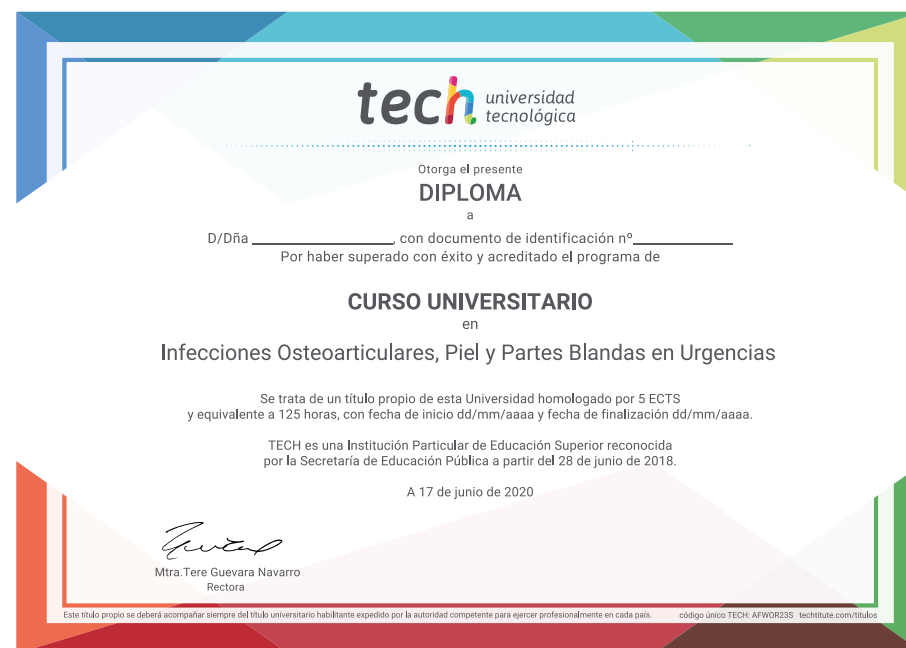 tech universidad
tecnológica
Otorga el presente
DIPLOMA
a
D/Dña ____________________, con documento de identificación nº______________
Por haber superado con éxito y acreditado el programa de
CURSO UNIVERSITARIO
en
Infecciones Osteoarticulares, Piel y Partes Blandas en Urgencias
Se trata de un título propio de esta Universidad homologado por 5 ECTS
y equivalente a 125 horas, con fecha de inicio dd/mm/aaaa y fecha de finalización dd/mm/aaaa.
TECH es una Institución Particular de Educación Superior reconocida
por la Secretaría de Educación Pública a partir del 28 de junio de 2018.
A 17 de junio de 2020
Mtra.Tere Guevara Navarro
Rectora
Este título propio se deberá acompañar siempre del título universitario habilitante expedido por la autoridad competente para ejercer profesionalmente en cada país. código único TECH: AFWOR23S techtitute.com/titulos